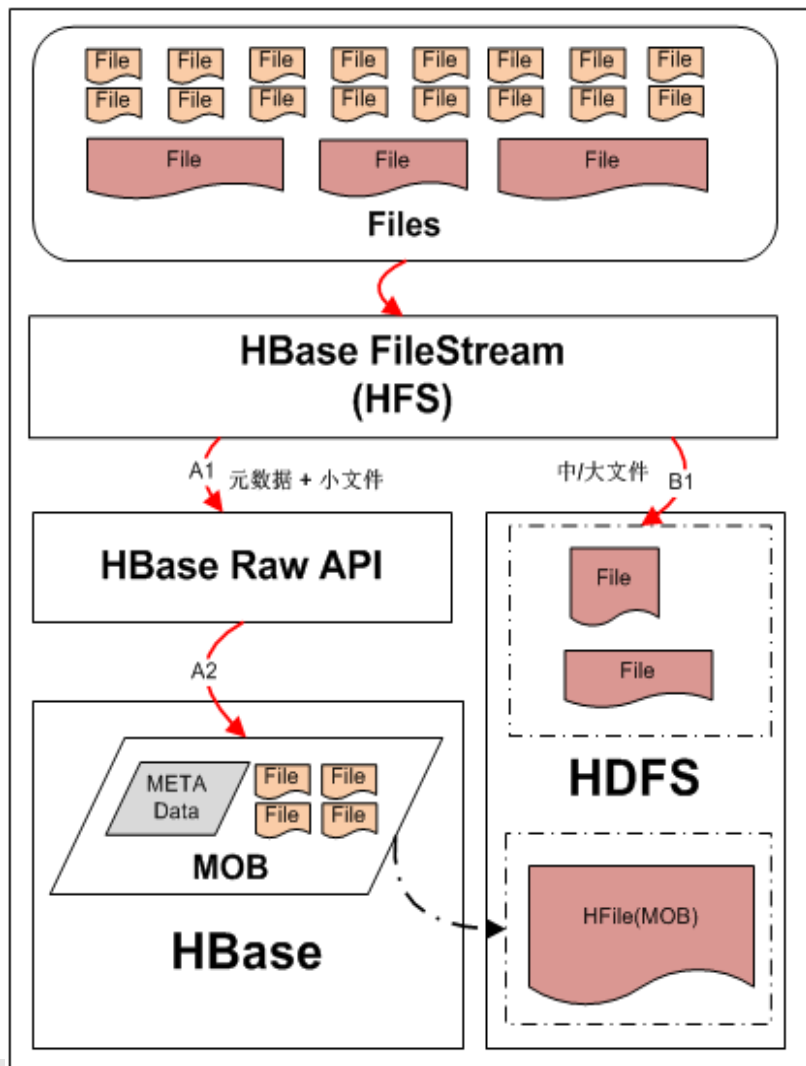 File File File File File File File File
File File File File File File File File
File File File
Files
HBase FileStream
(HFS)
A1 元数据 + 小文件
中/大文件 B1
HBase Raw API
A2
File
File
HDFS
META
Data
File File
File File
MOB
HBase
HFile(MOB)